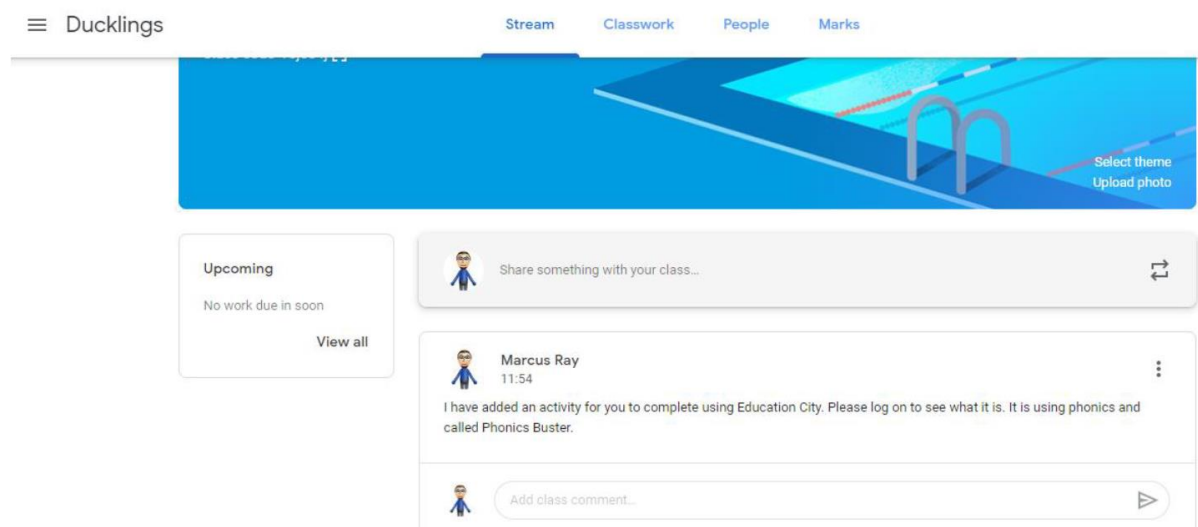 Ducklings
Stream
Classwork
People
Marks
Select theme
Upload photo
Upcoming
No work due in soon
View all
Share something with your class...
Marcus Ray
11:54
I have added an activity for you to complete using Education City. Please log on to see what it is. It is using phonics and
called Phonics Buster.
Add class comment...